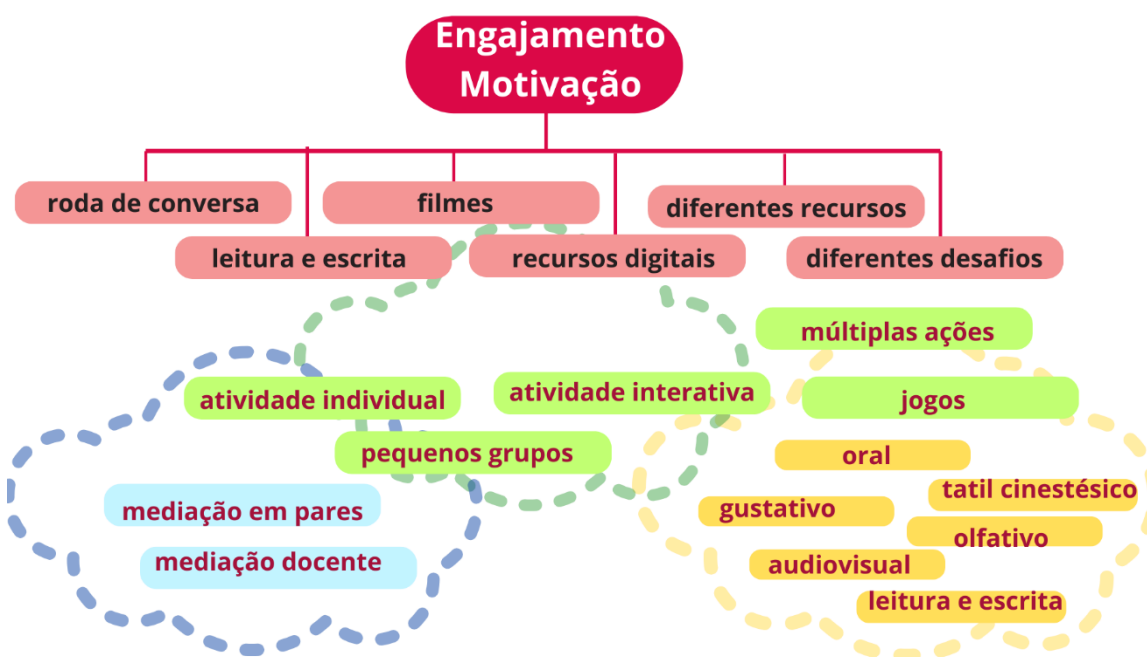 Engajamento
Motivação
roda de conversa
filmes
diferentes recursos
leitura e escrita
recursos digitais
diferentes desafios
múltiplas ações
atividade individual
atividade interativa
jogos
pequenos grupos
oral
tatil cinestésico
gustativo
mediação em pares
olfativo
mediação docente
audiovisual
leitura e escrita